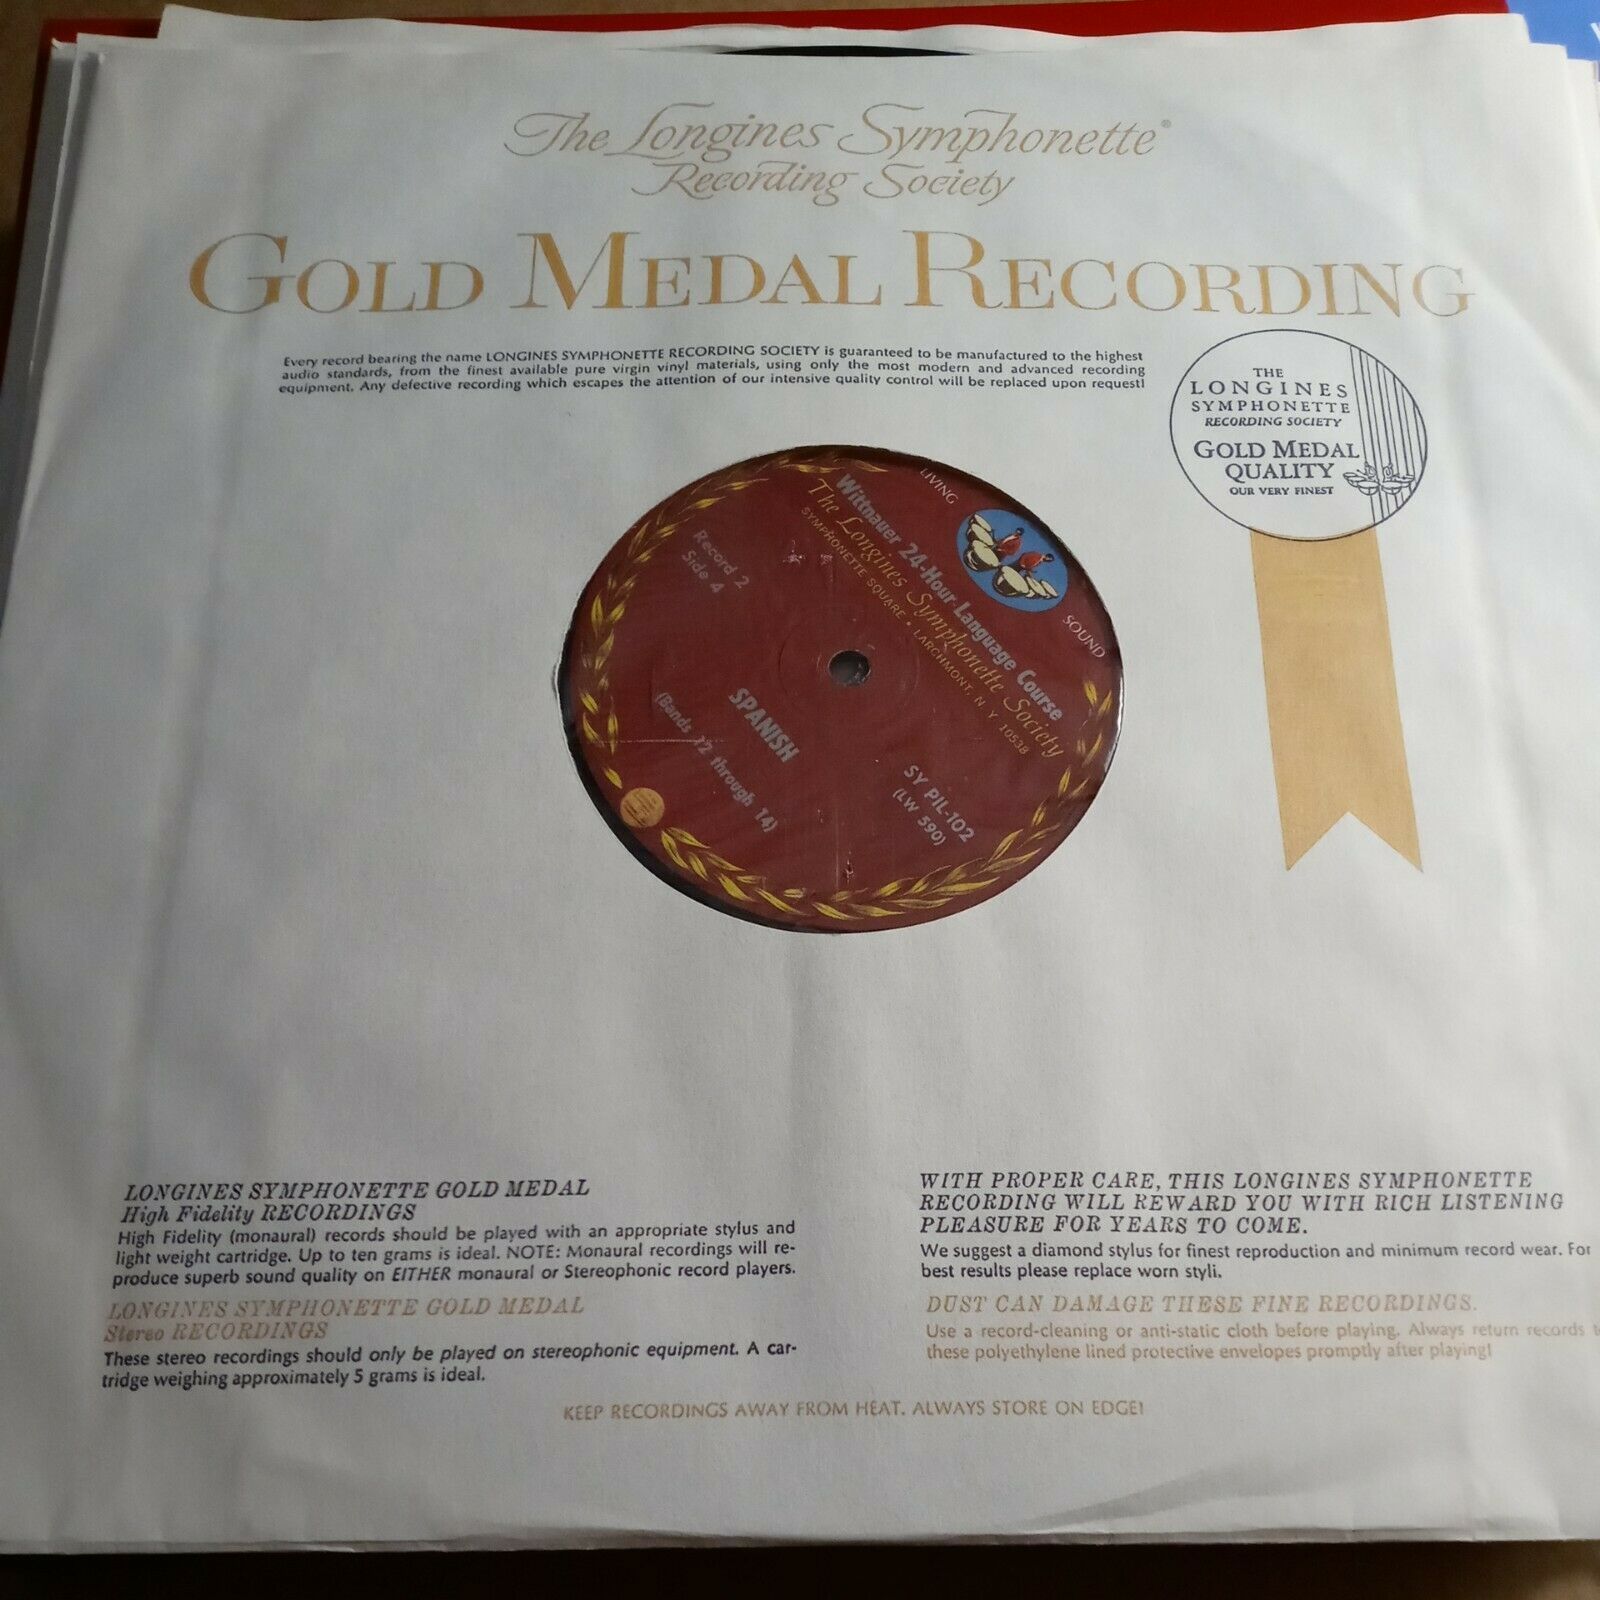 The Longines Symphonette®
Recording Society
GOLD MEDAL RECORDING
Every record bearing the name LONGINES SYMPHONETTE RECORDING SOCIETY is guaranteed to be manufactured to the highest
audio standards, from the finest available pure virgin vinyl materials, using only the most modern and advanced recording
equipment. Any defective recording which escapes the attention of our intensive quality control will be replaced upon request!
THE
LONGINES
SYMPHONETTE
RECORDING SOCIETY
GOLD MEDAL
QUALITY
OUR VERY FINEST
LIVING
SOUND
Wittnauer 24-Hour Language Course
The Longines Symphonette Society
SYMPHONETTE SQUARE • LARCHMONT, N. Y. 10538
Record 2
Side 4
SY PIL-102
(LW 590)
SPANISH
(Bands 12 through 14)
LONGINES SYMPHONETTE GOLD MEDAL
High Fidelity RECORDINGS
High Fidelity (monaural) records should be played with an appropriate stylus and
light weight cartridge. Up to ten grams is ideal. NOTE: Monaural recordings will re-
produce superb sound quality on EITHER monaural or Stereophonic record players.
LONGINES SYMPHONETTE GOLD MEDAL
Stereo RECORDINGS
These stereo recordings should only be played on stereophonic equipment. A car-
tridge weighing approximately 5 grams is ideal.
WITH PROPER CARE, THIS LONGINES SYMPHONETTE
RECORDING WILL REWARD YOU WITH RICH LISTENING
PLEASURE FOR YEARS TO COME.
We suggest a diamond stylus for finest reproduction and minimum record wear. For
best results please replace worn styli.
DUST CAN DAMAGE THESE FINE RECORDINGS.
Use a record-cleaning or anti-static cloth before playing. Always return records
these polyethylene lined protective envelopes promptly after playing!
KEEP RECORDINGS AWAY FROM HEAT. ALWAYS STORE ON EDGE!